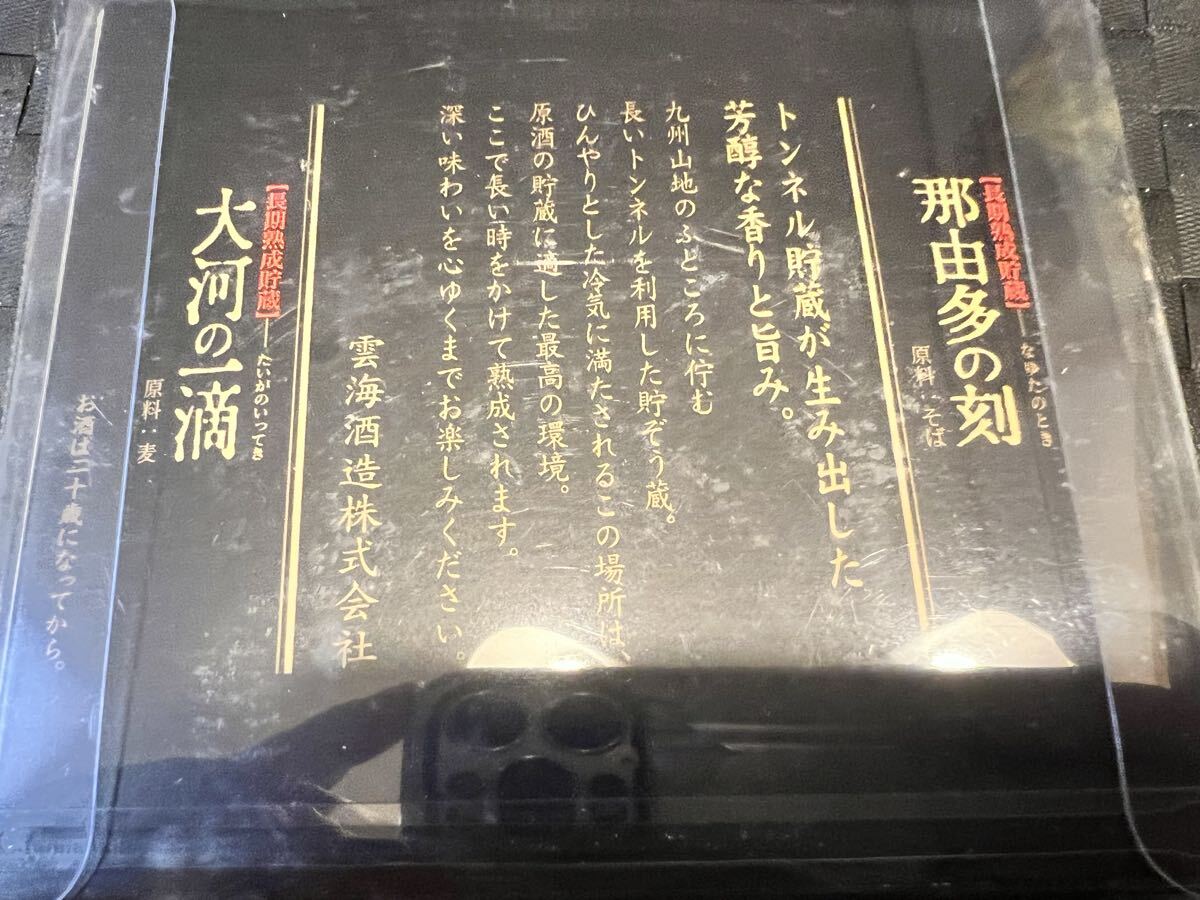 【長期熟成貯蔵】
なゆたのとき
那由多の刻
原料：そば
トンネル貯蔵が生み出した
芳醇な香りと旨み。
九州山地のふところに佇む
長いトンネルを利用した貯ぞう蔵。
ひんやりとした冷気に満たされるこの場所は、
原酒の貯蔵に適した最高の環境。
ここで長い時をかけて熟成されます。
深い味わいを心ゆくまでお楽しみください。
雲海酒造株式会社
【長期熟成貯蔵】
たいがのいってき
大河の一滴
原料：麦
お酒は二十歳になってから。